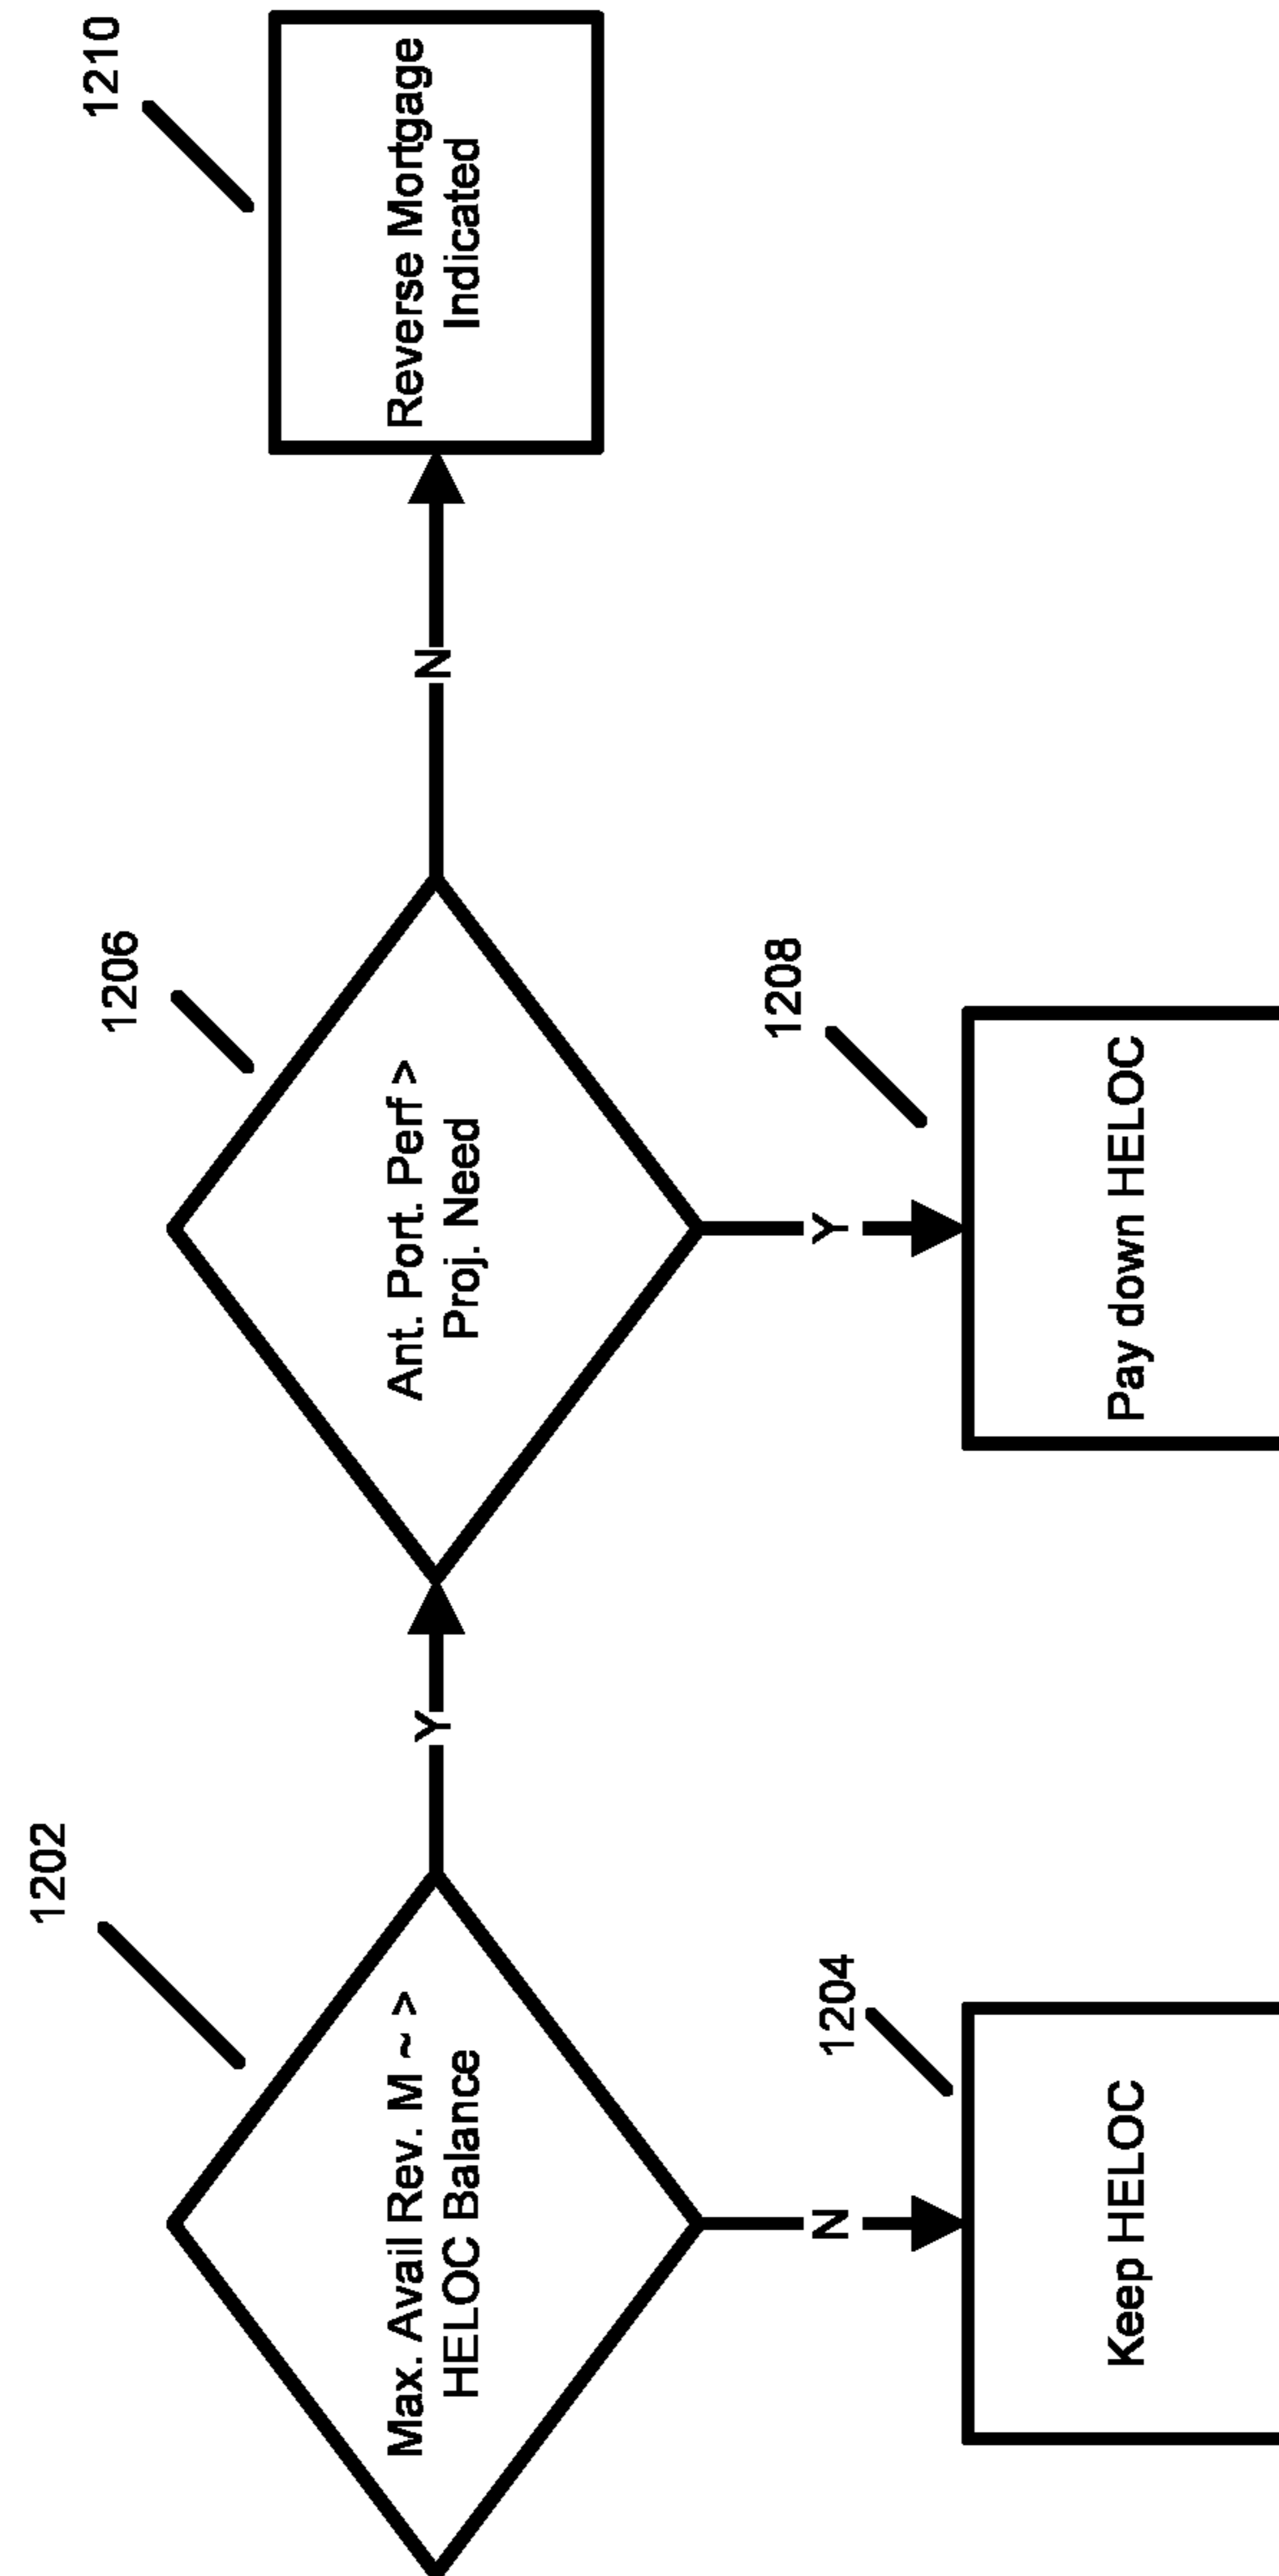 1202
Max. Avail Rev. M ~ >
HELOC Balance
Y
N
1204
Keep HELOC
1206
Ant. Port. Perf >
Proj. Need
N
Y
1208
Pay down HELOC
1210
Reverse Mortgage
Indicated